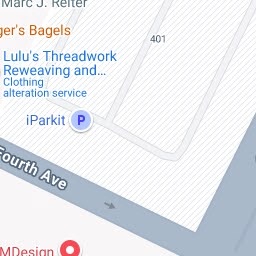 Marc J. Reiter
401
ger's Bagels
Lulu's Threadwork
Reweaving and...
Clothing
alteration service
iParkit P
Fourth Ave
MDesign